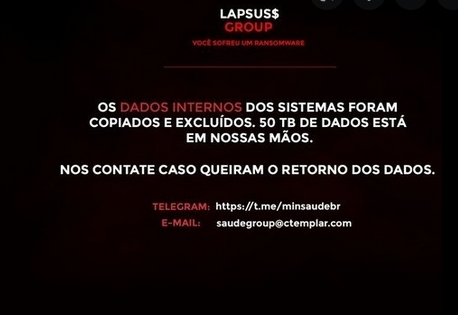 LAPSUS$
GROUP
VOCÊ SOFREU UM RANSOMWARE
OS DADOS INTERNOS DOS SISTEMAS FORAM
COPIADOS E EXCLUÍDOS. 50 TB DE DADOS ESTÁ
EM NOSSAS MÃOS.
NOS CONTATE CASO QUEIRAM O RETORNO DOS DADOS.
TELEGRAM: https://t.me/minsaudebr
E-MAIL: saudegroup@ctemplar.com